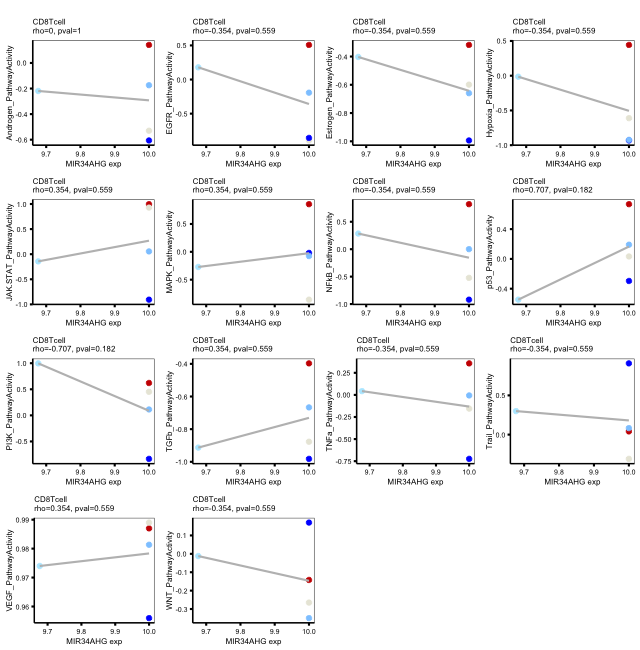 CD8Tcell
rho=0, pval=1
Androgen_PathwayActivity
0.0
-0.2
-0.4
-0.6
9.7 9.8 9.9 10.0
MIR34AHG exp
CD8Tcell
rho=-0.354, pval=0.559
EGFR_PathwayActivity
0.5
0.0
-0.5
9.7 9.8 9.9 10.0
MIR34AHG exp
CD8Tcell
rho=-0.354, pval=0.559
Estrogen_PathwayActivity
-0.4
-0.6
-0.8
-1.0
9.7 9.8 9.9 10.0
MIR34AHG exp
CD8Tcell
rho=-0.354, pval=0.559
Hypoxia_PathwayActivity
0.5
0.0
-0.5
-1.0
9.7 9.8 9.9 10.0
MIR34AHG exp
CD8Tcell
rho=0.354, pval=0.559
JAK.STAT_PathwayActivity
1.0
0.5
0.0
-0.5
-1.0
9.7 9.8 9.9 10.0
MIR34AHG exp
CD8Tcell
rho=0.354, pval=0.559
MAPK_PathwayActivity
0.5
0.0
-0.5
9.7 9.8 9.9 10.0
MIR34AHG exp
CD8Tcell
rho=-0.354, pval=0.559
NFkB_PathwayActivity
0.5
0.0
-0.5
-1.0
9.7 9.8 9.9 10.0
MIR34AHG exp
CD8Tcell
rho=0.707, pval=0.182
p53_PathwayActivity
0.4
0.0
-0.4
9.7 9.8 9.9 10.0
MIR34AHG exp
CD8Tcell
rho=-0.707, pval=0.182
PI3K_PathwayActivity
1.0
0.5
0.0
-0.5
9.7 9.8 9.9 10.0
MIR34AHG exp
CD8Tcell
rho=0.354, pval=0.559
TGFb_PathwayActivity
-0.4
-0.6
-0.8
-1.0
9.7 9.8 9.9 10.0
MIR34AHG exp
CD8Tcell
rho=-0.354, pval=0.559
TNFa_PathwayActivity
0.25
0.00
-0.25
-0.50
-0.75
9.7 9.8 9.9 10.0
MIR34AHG exp
CD8Tcell
rho=-0.354, pval=0.559
Trail_PathwayActivity
0.5
0.0
9.7 9.8 9.9 10.0
MIR34AHG exp
CD8Tcell
rho=0.354, pval=0.559
VEGF_PathwayActivity
0.99
0.98
0.97
0.96
9.7 9.8 9.9 10.0
MIR34AHG exp
CD8Tcell
rho=-0.354, pval=0.559
WNT_PathwayActivity
0.1
0.0
-0.1
-0.2
-0.3
9.7 9.8 9.9 10.0
MIR34AHG exp